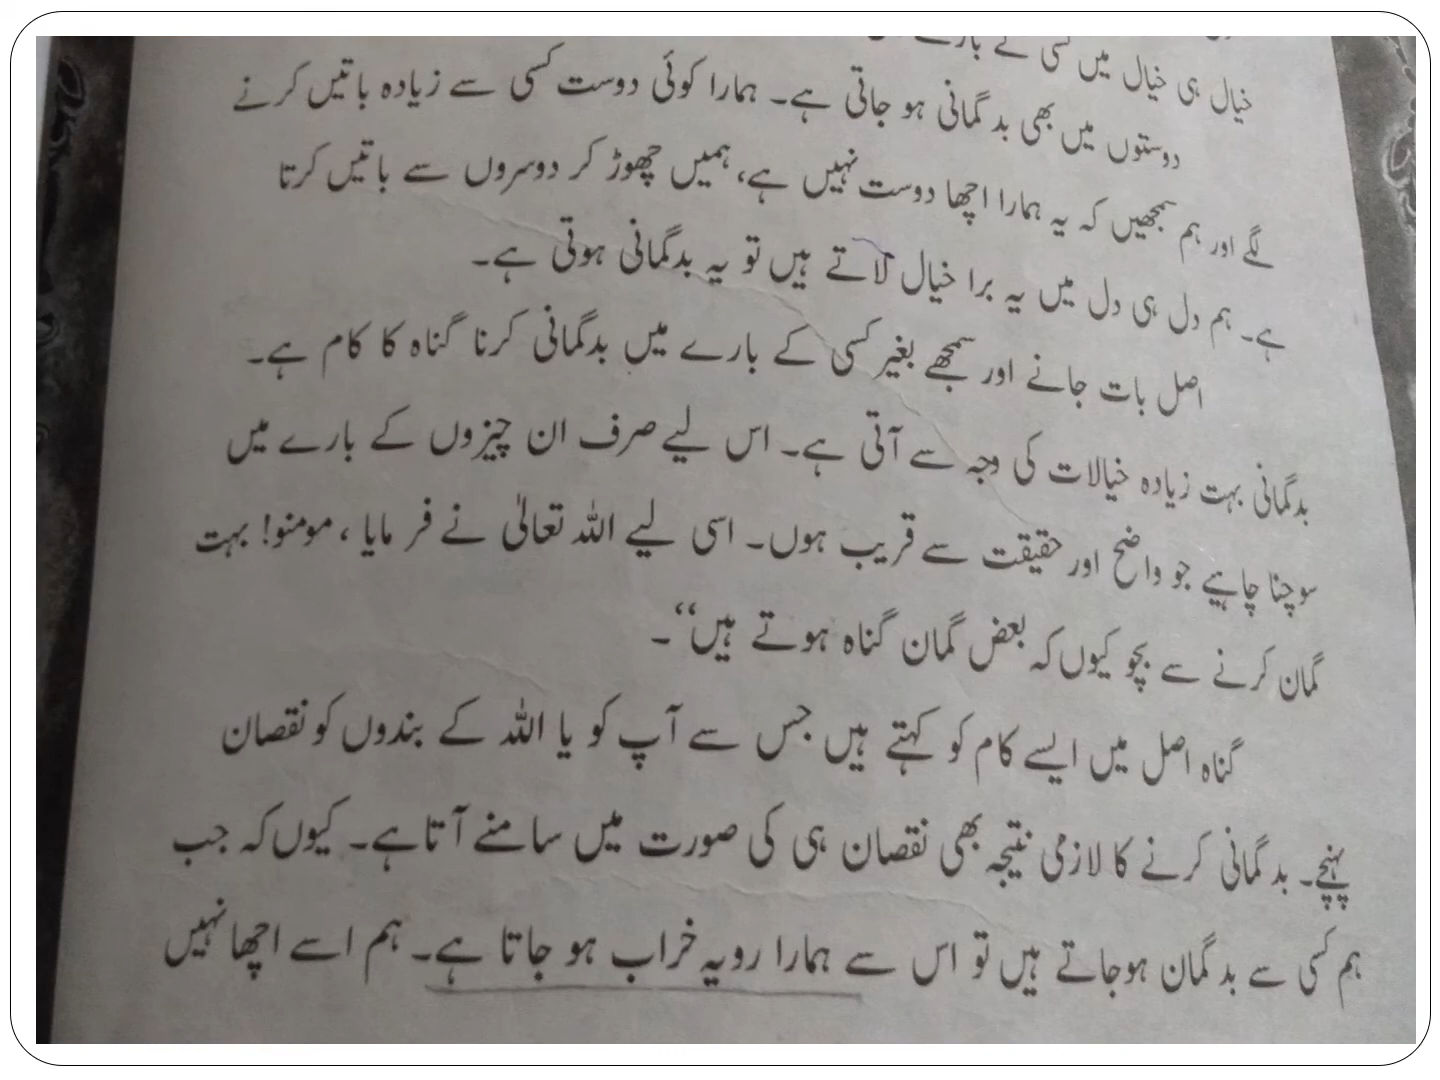 خیال ہی خیال میں کسی کے بارے
دوستوں میں بھی بدگمانی ہو جاتی ہے۔ ہمارا کوئی دوست کسی سے زیادہ باتیں کرنے
لگے اور ہم سمجھیں کہ یہ ہمارا اچھا دوست نہیں ہے، ہمیں چھوڑ کر دوسروں سے باتیں کرتا
ہے۔ ہم دل ہی دل میں یہ برا خیال لاتے ہیں تو یہ بدگمانی ہوتی ہے۔
اصل بات جانے اور سمجھے بغیر کسی کے بارے میں بدگمانی کرنا گناہ کا کام ہے۔
بدگمانی بہت زیادہ خیالات کی وجہ سے آتی ہے۔ اس لیے صرف ان چیزوں کے بارے میں
سوچنا چاہیے جو واضح اور حقیقت سے قریب ہوں۔ اسی لیے اللہ تعالیٰ نے فرمایا، مومنو! بہت
گمان کرنے سے بچو کیوں کہ بعض گمان گناہ ہوتے ہیں‘‘۔
گناہ اصل میں ایسے کام کو کہتے ہیں جس سے آپ کو یا اللہ کے بندوں کو نقصان
پہنچے۔ بدگمانی کرنے کا لازمی نتیجہ بھی نقصان ہی کی صورت میں سامنے آتا ہے۔ کیوں کہ جب
ہم کسی سے بدگمان ہوجاتے ہیں تو اس سے ہمارا رویہ خراب ہو جاتا ہے۔ ہم اسے اچھا نہیں